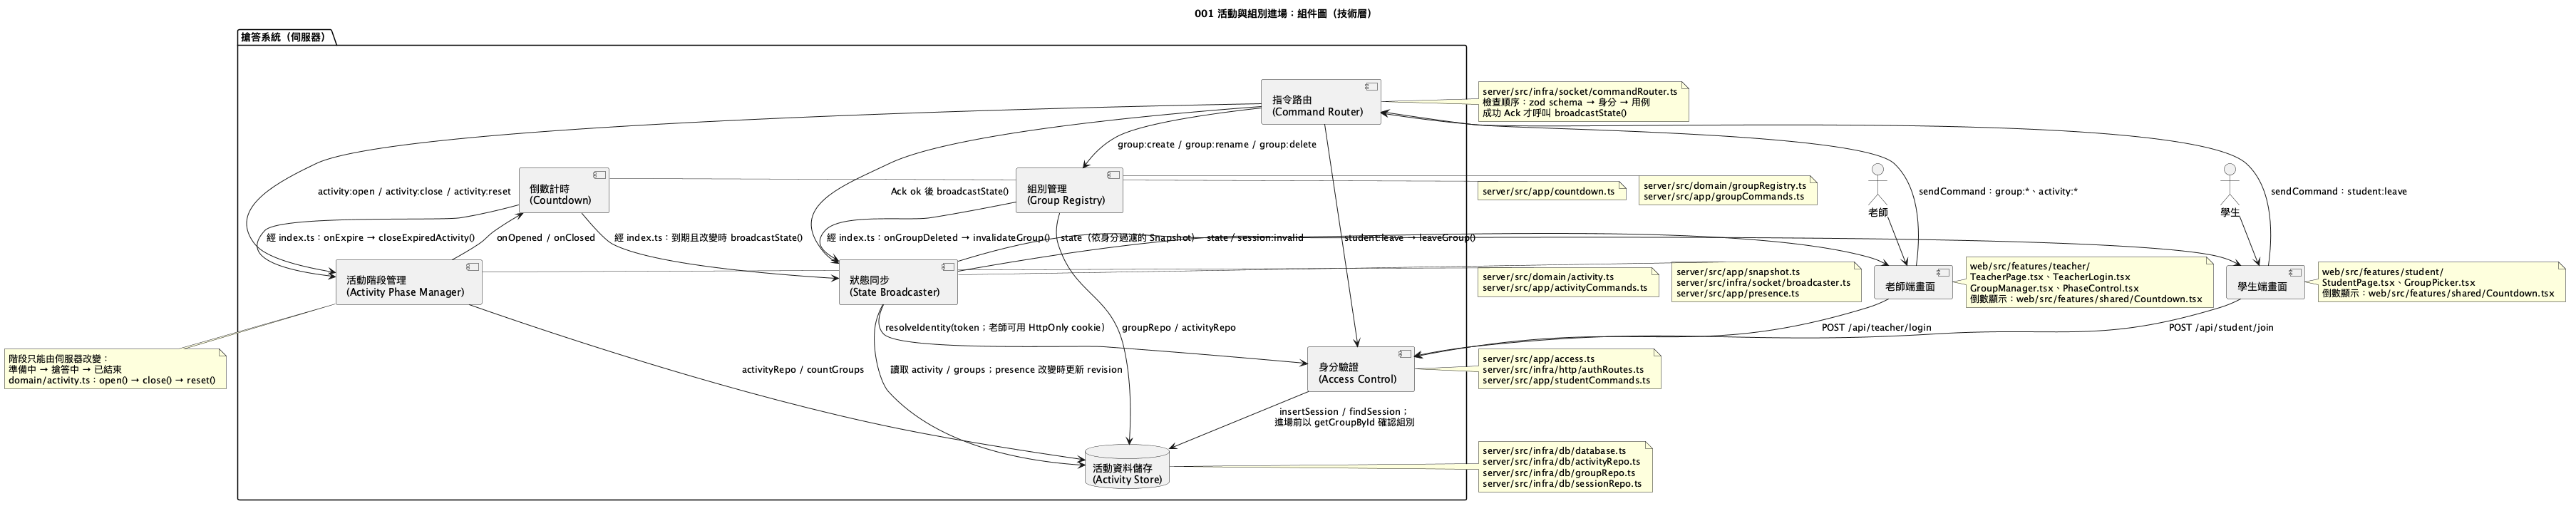 001 活動與組別進場：組件圖（技術層）
搶答系統（伺服器）
指令路由
(Command Router)
server/src/infra/socket/commandRouter.ts
檢查順序：zod schema → 身分 → 用例
成功 Ack 才呼叫 broadcastState()
group:create / group:rename / group:delete
activity:open / activity:close / activity:reset
倒數計時
(Countdown)
Ack ok 後 broadcastState()
組別管理
(Group Registry)
server/src/app/countdown.ts
server/src/domain/groupRegistry.ts
server/src/app/groupCommands.ts
老師
sendCommand：group:*、activity:*
學生
sendCommand：student:leave
經 index.ts：onExpire → closeExpiredActivity()
onOpened / onClosed
經 index.ts：到期且改變時 broadcastState()
經 index.ts：onGroupDeleted → invalidateGroup()
state（依身分過濾的 Snapshot）
state / session:invalid
student:leave → leaveGroup()
活動階段管理
(Activity Phase Manager)
狀態同步
(State Broadcaster)
server/src/domain/activity.ts
server/src/app/activityCommands.ts
server/src/app/snapshot.ts
server/src/infra/socket/broadcaster.ts
server/src/app/presence.ts
老師端畫面
web/src/features/teacher/
TeacherPage.tsx、TeacherLogin.tsx
GroupManager.tsx、PhaseControl.tsx
倒數顯示：web/src/features/shared/Countdown.tsx
學生端畫面
web/src/features/student/
StudentPage.tsx、GroupPicker.tsx
倒數顯示：web/src/features/shared/Countdown.tsx
resolveIdentity(token；老師可用 HttpOnly cookie）
groupRepo / activityRepo
POST /api/teacher/login
POST /api/student/join
階段只能由伺服器改變：
準備中 → 搶答中 → 已結束
domain/activity.ts：open() → close() → reset()
activityRepo / countGroups
讀取 activity / groups；presence 改變時更新 revision
身分驗證
(Access Control)
server/src/app/access.ts
server/src/infra/http/authRoutes.ts
server/src/app/studentCommands.ts
insertSession / findSession；
進場前以 getGroupById 確認組別
活動資料儲存
(Activity Store)
server/src/infra/db/database.ts
server/src/infra/db/activityRepo.ts
server/src/infra/db/groupRepo.ts
server/src/infra/db/sessionRepo.ts